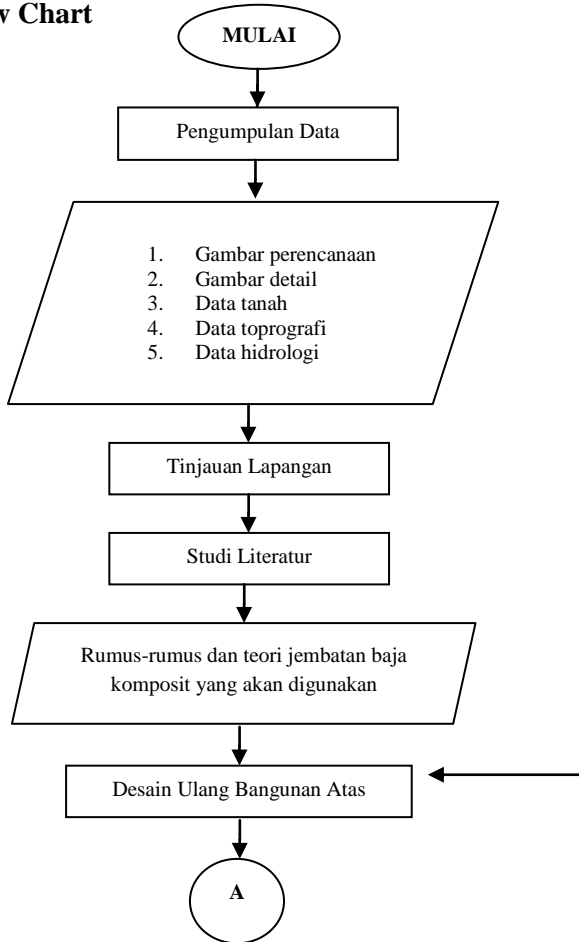 w Chart
MULAI
Pengumpulan Data
1. Gambar perencanaan
2. Gambar detail
3. Data tanah
4. Data toprografi
5. Data hidrologi
Tinjauan Lapangan
Studi Literatur
Rumus-rumus dan teori jembatan baja
komposit yang akan digunakan
Desain Ulang Bangunan Atas
A